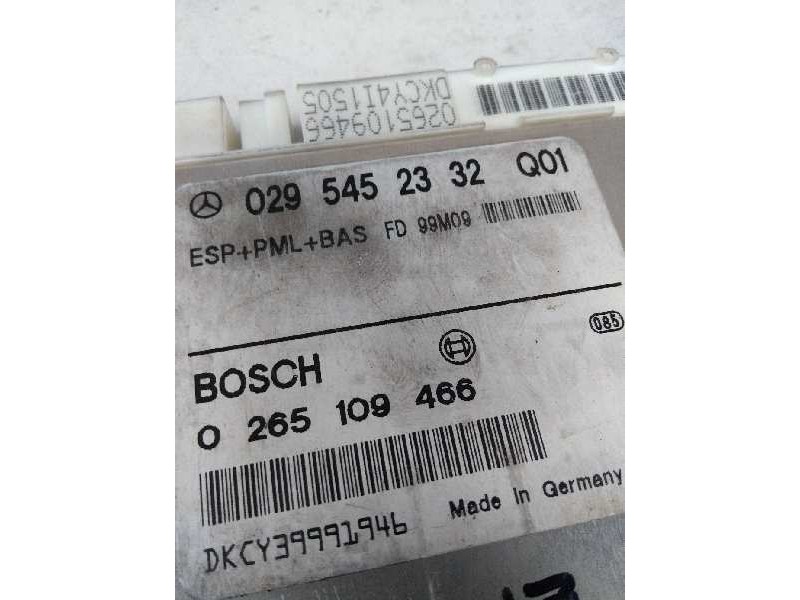 0265109466
DKCY4I1505
029 545 23 32 Q01
ESP+PML+BAS FD 99M09
085
BOSCH
0 265 109 466
Made in Germany
DKCY39991946